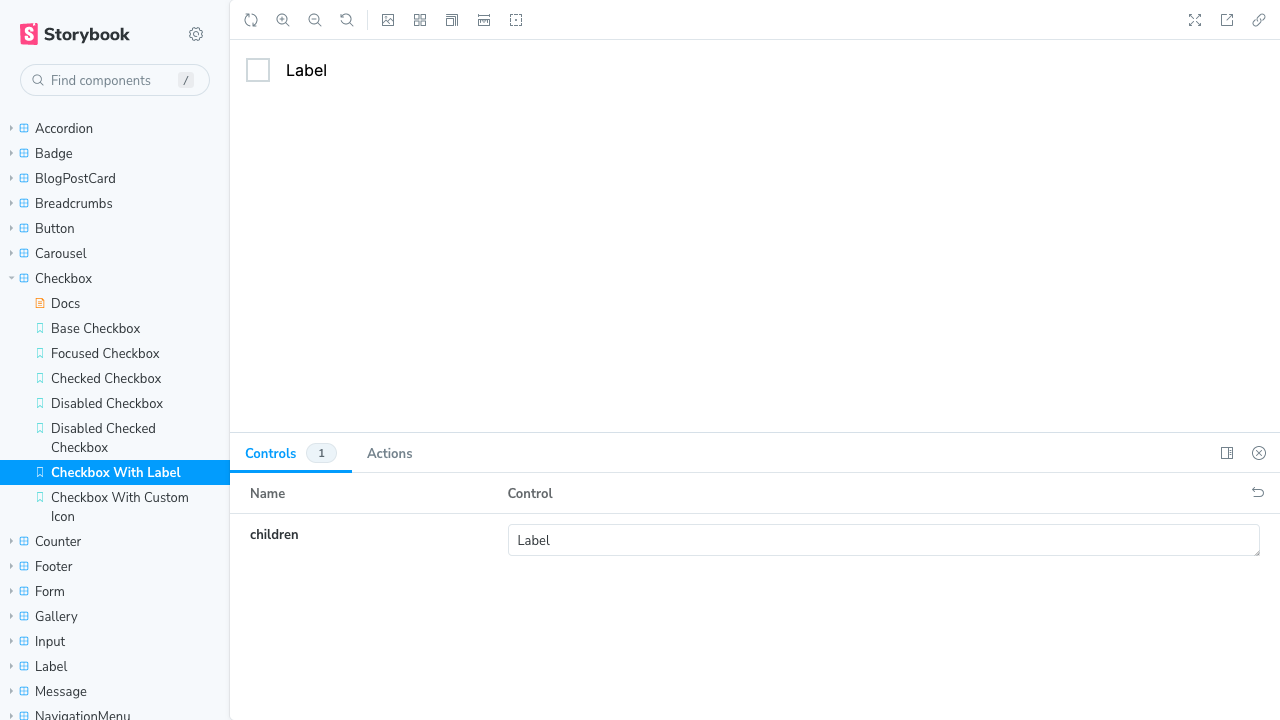 Storybook
Find components
/
Accordion
Badge
BlogPostCard
Breadcrumbs
Button
Carousel
Checkbox
Docs
Base Checkbox
Focused Checkbox
Checked Checkbox
Disabled Checkbox
Disabled Checked
Checkbox
Checkbox With Label
Checkbox With Custom
Icon
Counter
Footer
Form
Gallery
Input
Label
Message
NavigationMenu
Label
Controls 1
Actions
Name
Control
children
Label